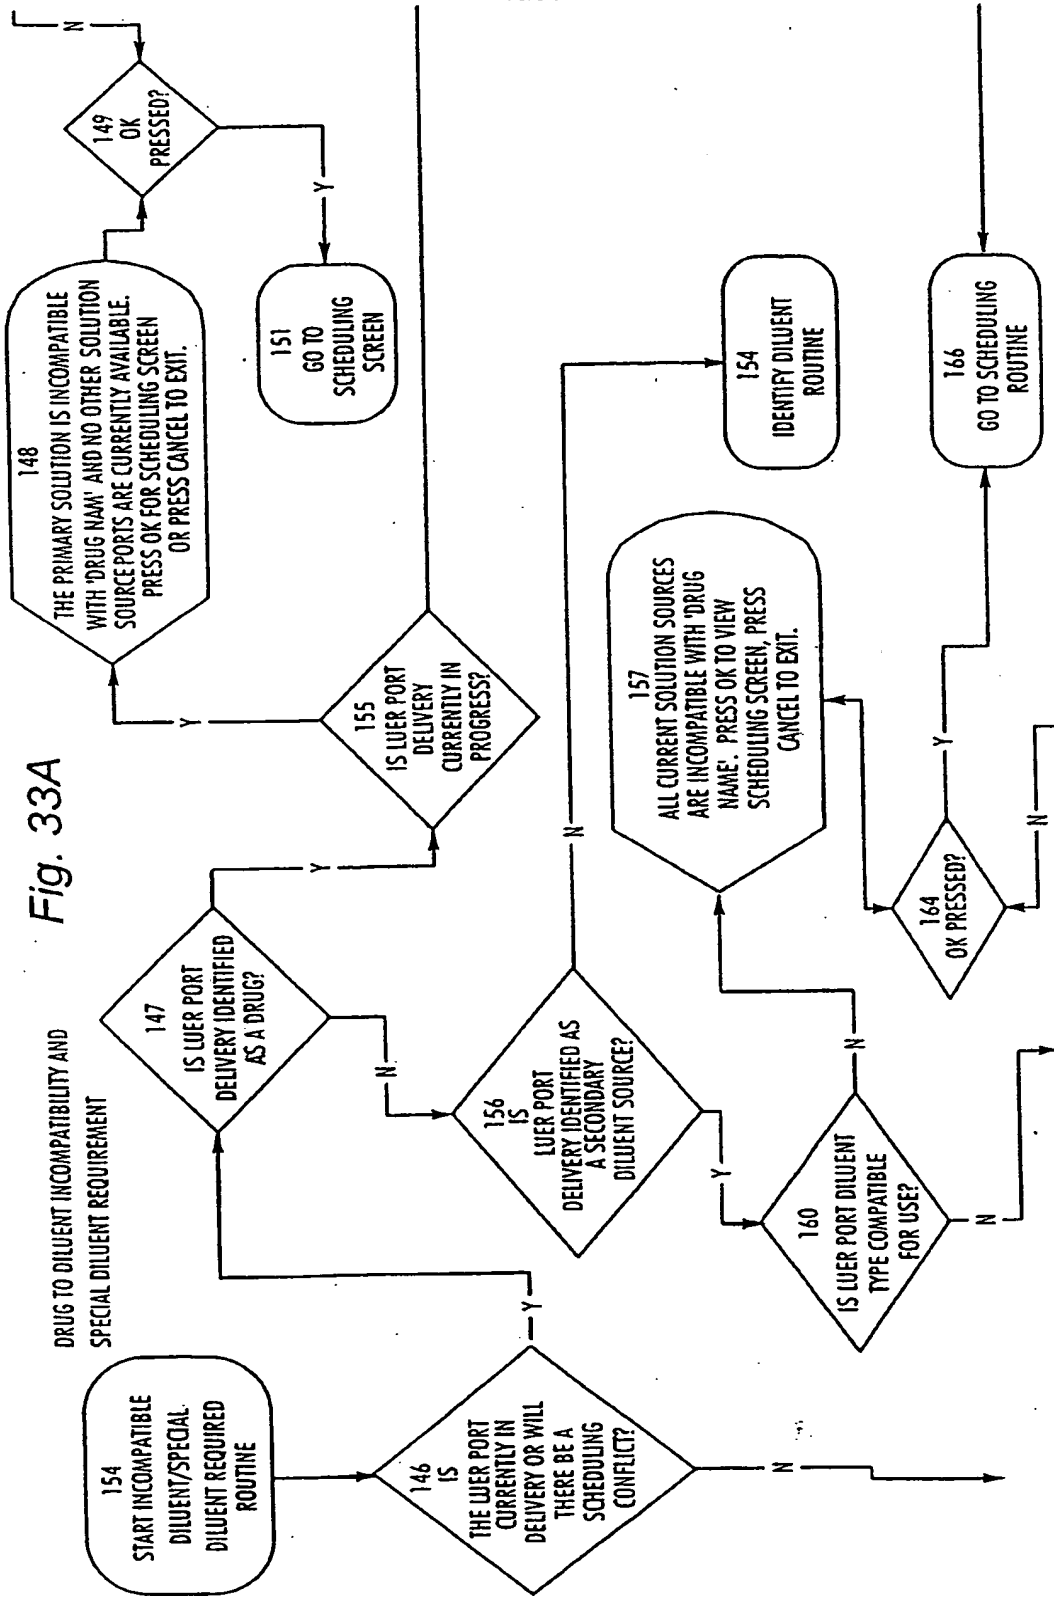 Fig. 33A
DRUG TO DILUENT INCOMPATIBILITY AND
SPECIAL DILUENT REQUIREMENT
154
START INCOMPATIBLE
DILUENT/SPECIAL
DILUENT REQUIRED
ROUTINE
146
IS
THE LUER PORT
CURRENTLY IN
DELIVERY OR WILL
THERE BE A
SCHEDULING
CONFLICT?
Y
N
147
IS LUER PORT
DELIVERY IDENTIFIED
AS A DRUG?
Y
N
155
IS LUER PORT
DELIVERY
CURRENTLY IN
PROGRESS?
Y
148
THE PRIMARY SOLUTION IS INCOMPATIBLE
WITH 'DRUG NAM' AND NO OTHER SOLUTION
SOURCE PORTS ARE CURRENTLY AVAILABLE.
PRESS OK FOR SCHEDULING SCREEN
OR PRESS CANCEL TO EXIT.
149
OK
PRESSED?
N
Y
151
GO TO
SCHEDULING
SCREEN
156
IS
LUER PORT
DELIVERY IDENTIFIED AS
A SECONDARY
DILUENT SOURCE?
N
Y
154
IDENTIFY DILUENT
ROUTINE
160
IS LUER PORT DILUENT
TYPE COMPATIBLE
FOR USE?
N
N
157
ALL CURRENT SOLUTION SOURCES
ARE INCOMPATIBLE WITH 'DRUG
NAME'. PRESS OK TO VIEW
SCHEDULING SCREEN, PRESS
CANCEL TO EXIT.
164
OK PRESSED?
Y
N
166
GO TO SCHEDULING
ROUTINE